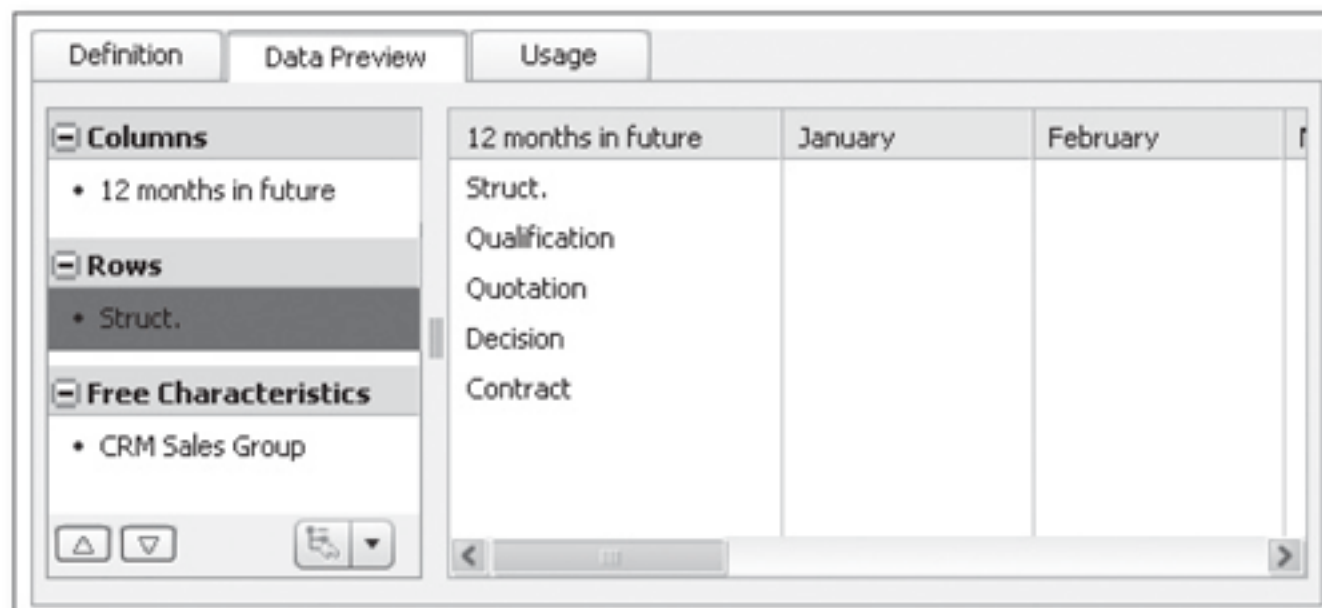 Definition
Data Preview
Usage
Columns
• 12 months in future
Rows
• Struct.
Free Characteristics
• CRM Sales Group
12 months in future January February
Struct.
Qualification
Quotation
Decision
Contract